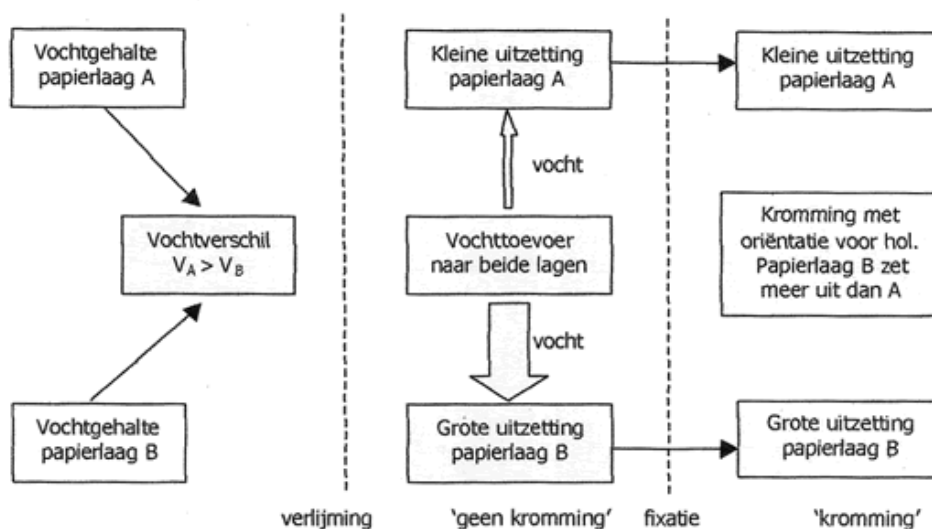 Vochtgehalte
papierlaag A
Kleine uitzetting
papierlaag A
Kleine uitzetting
papierlaag A
vocht
Vochtverschil
V_A > V_B
Vochttoevoer
naar beide lagen
Kromming met
oriëntatie voor hol.
Papierlaag B zet
meer uit dan A
vocht
Vochtgehalte
papierlaag B
Grote uitzetting
papierlaag B
Grote uitzetting
papierlaag B
verlijming
'geen kromming'
fixatie
'kromming'